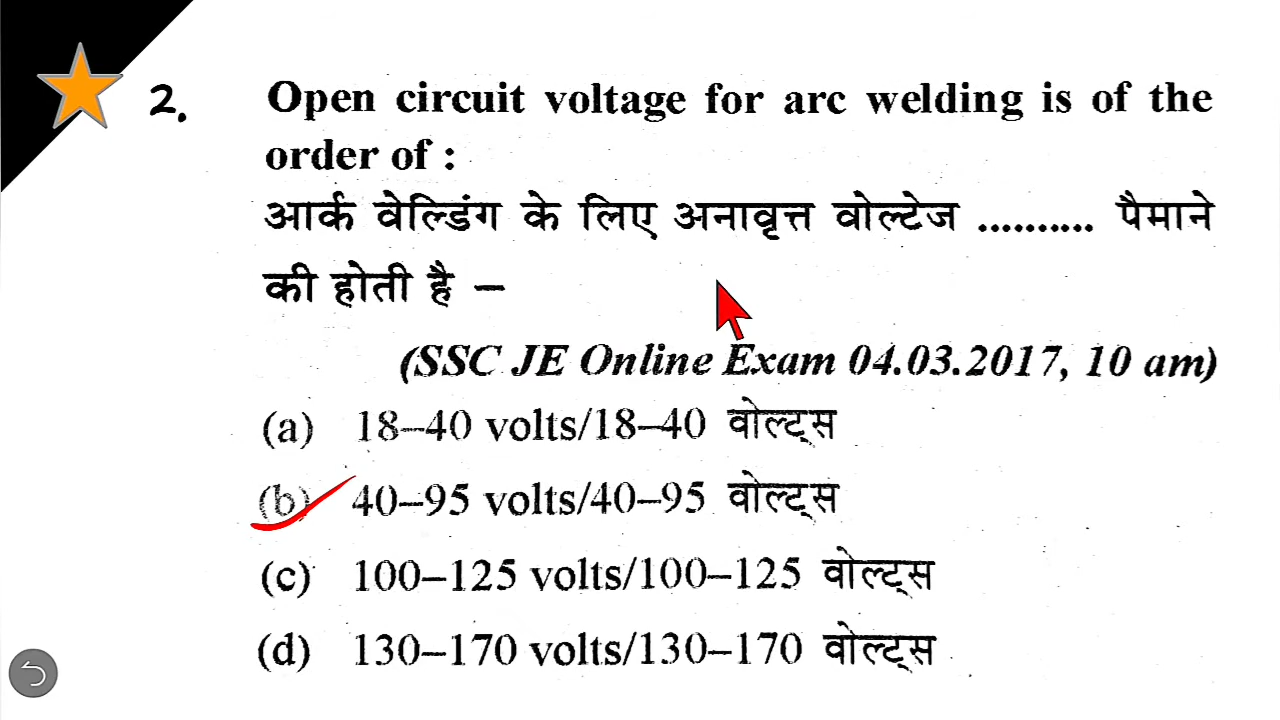 2. Open circuit voltage for arc welding is of the
order of :
आर्क वेल्डिंग के लिए अनावृत्त वोल्टेज .......... पैमाने
की होती है –
(SSC JE Online Exam 04.03.2017, 10 am)
(a) 18–40 volts/18–40 वोल्ट्स
(b) 40–95 volts/40–95 वोल्ट्स
(c) 100–125 volts/100–125 वोल्ट्स
(d) 130–170 volts/130–170 वोल्ट्स